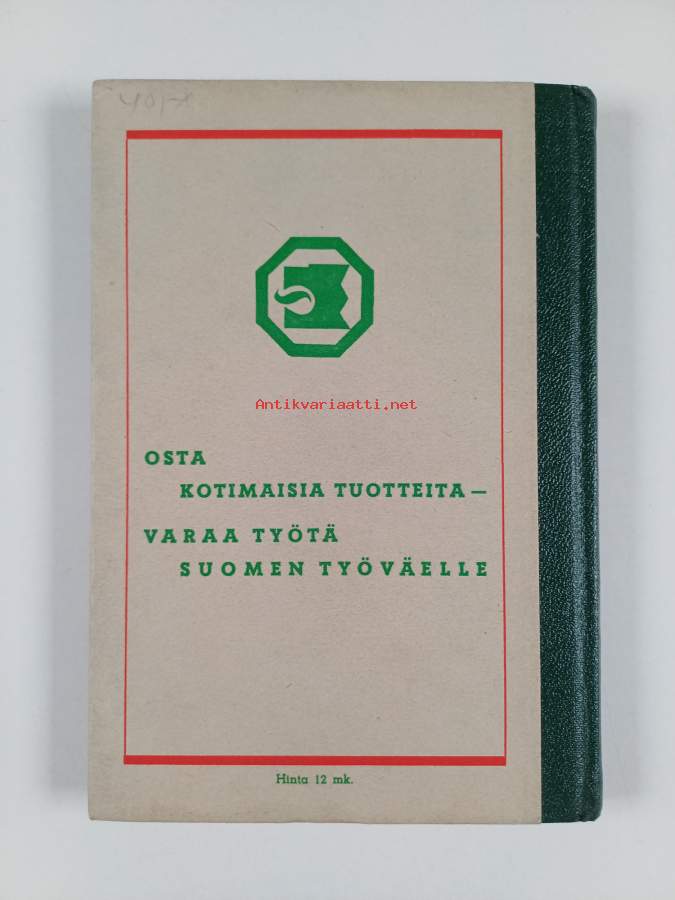 Antikvariaatti.net
OSTA
KOTIMAISIA TUOTTEITA —
VARAA TYÖTÄ
SUOMEN TYÖVÄELLE
Hinta 12 mk.